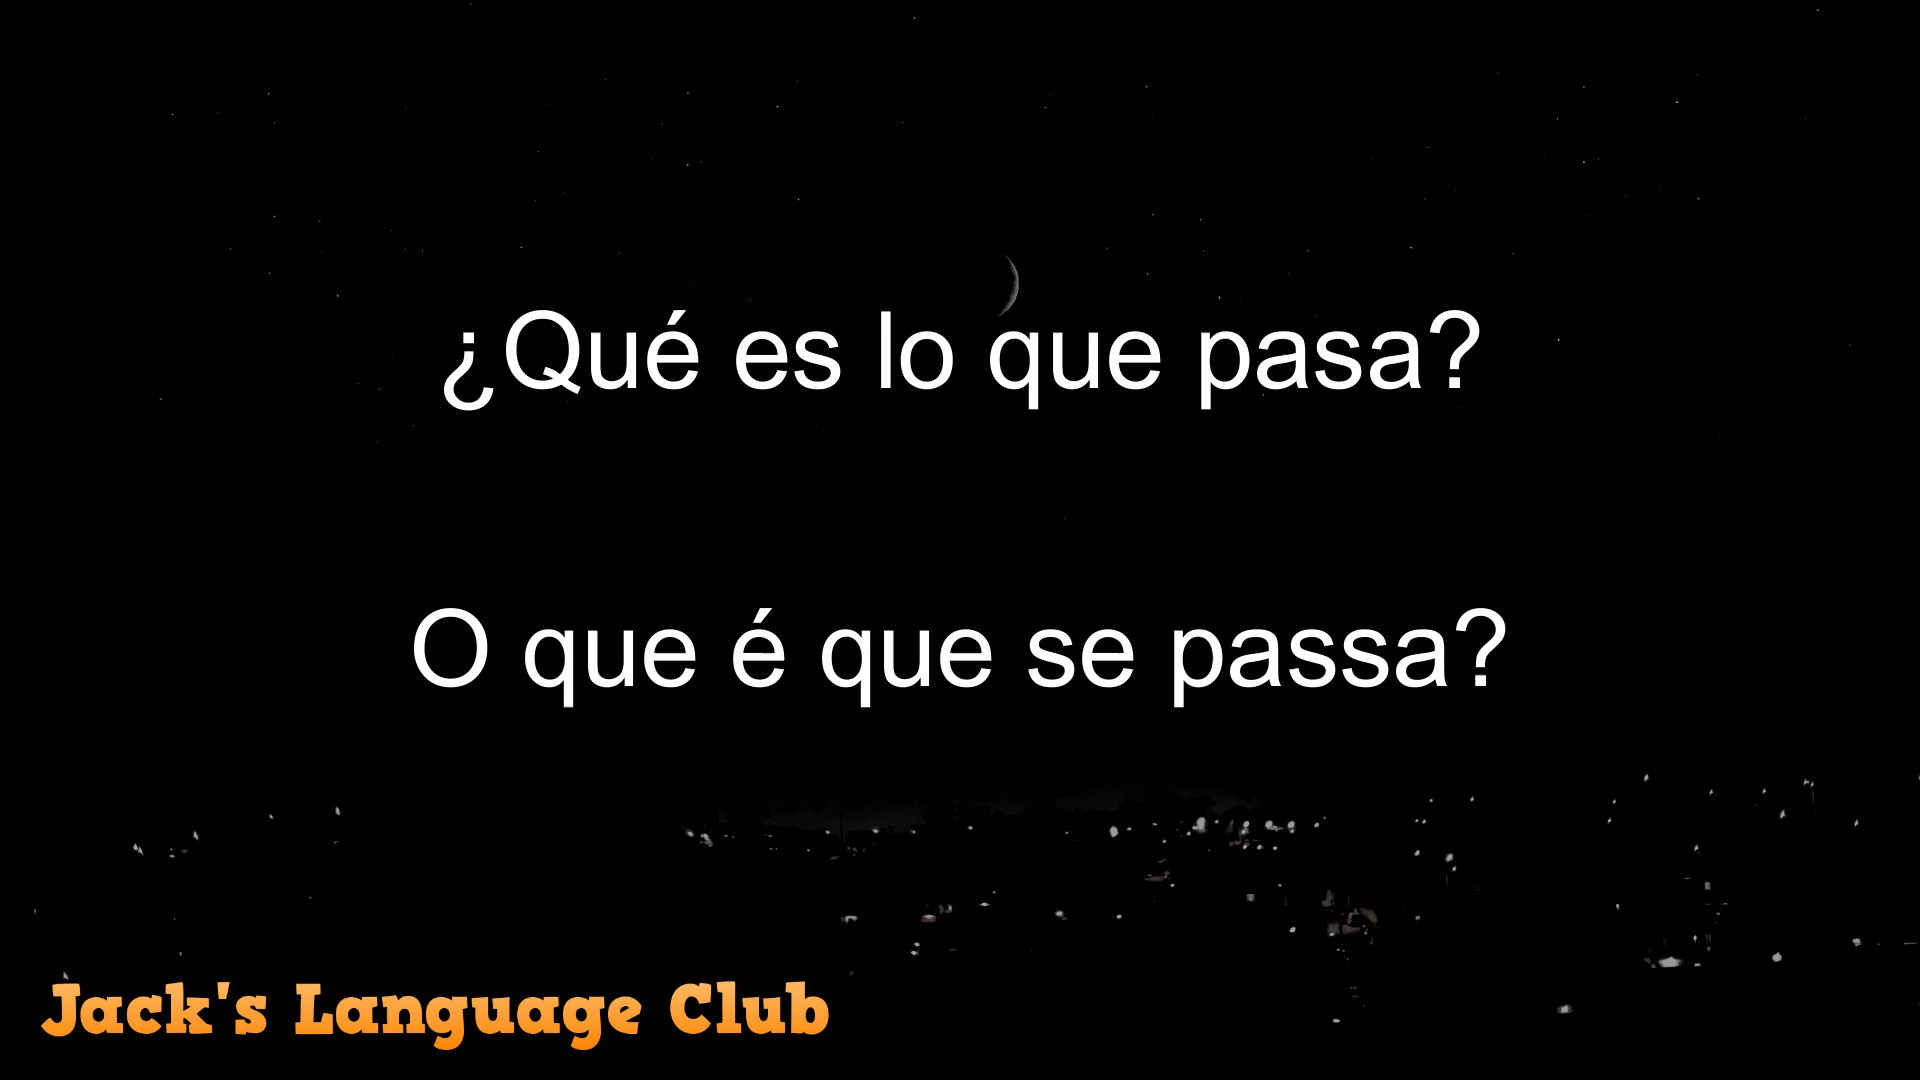 ¿Qué es lo que pasa?
O que é que se passa?
Jack's Language Club